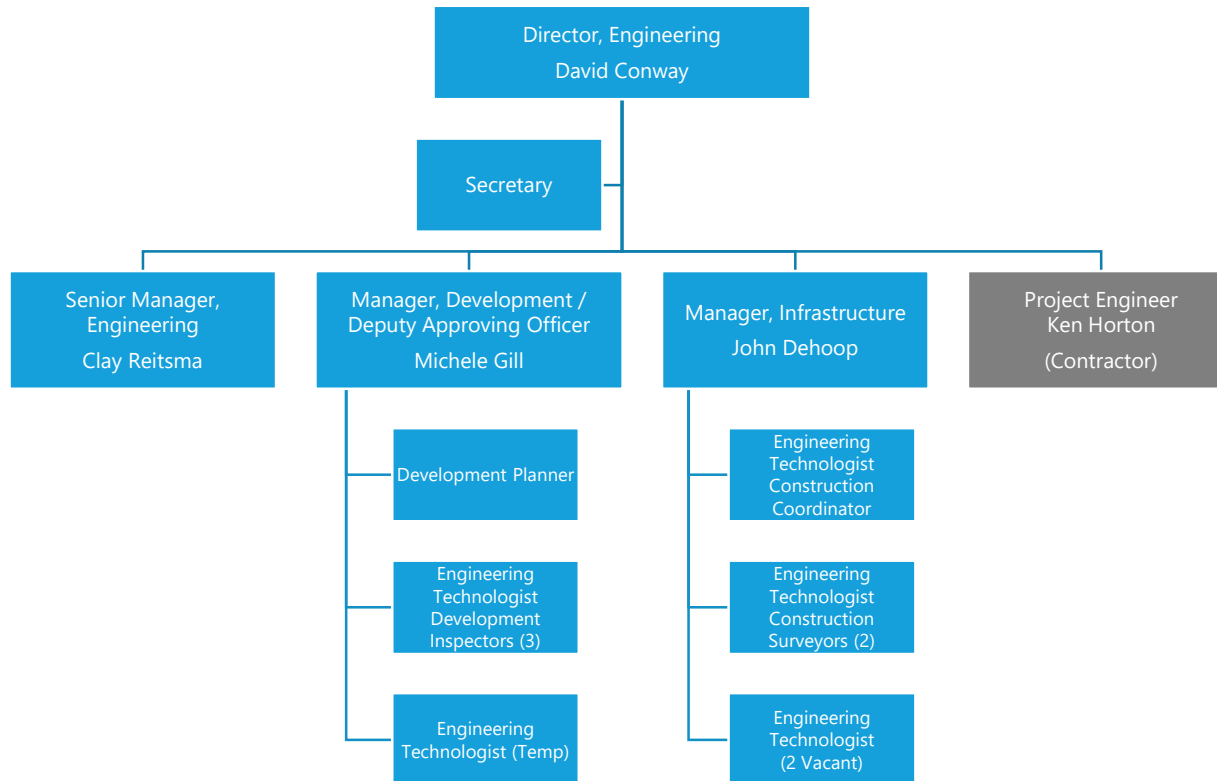 Director, Engineering
David Conway
Secretary
Senior Manager,
Engineering
Clay Reitsma
Manager, Development /
Deputy Approving Officer
Michele Gill
Manager, Infrastructure
John Dehoop
Project Engineer
Ken Horton
(Contractor)
Development Planner
Engineering
Technologist
Development
Inspectors (3)
Engineering
Technologist (Temp)
Engineering
Technologist
Construction
Coordinator
Engineering
Technologist
Construction
Surveyors (2)
Engineering
Technologist
(2 Vacant)